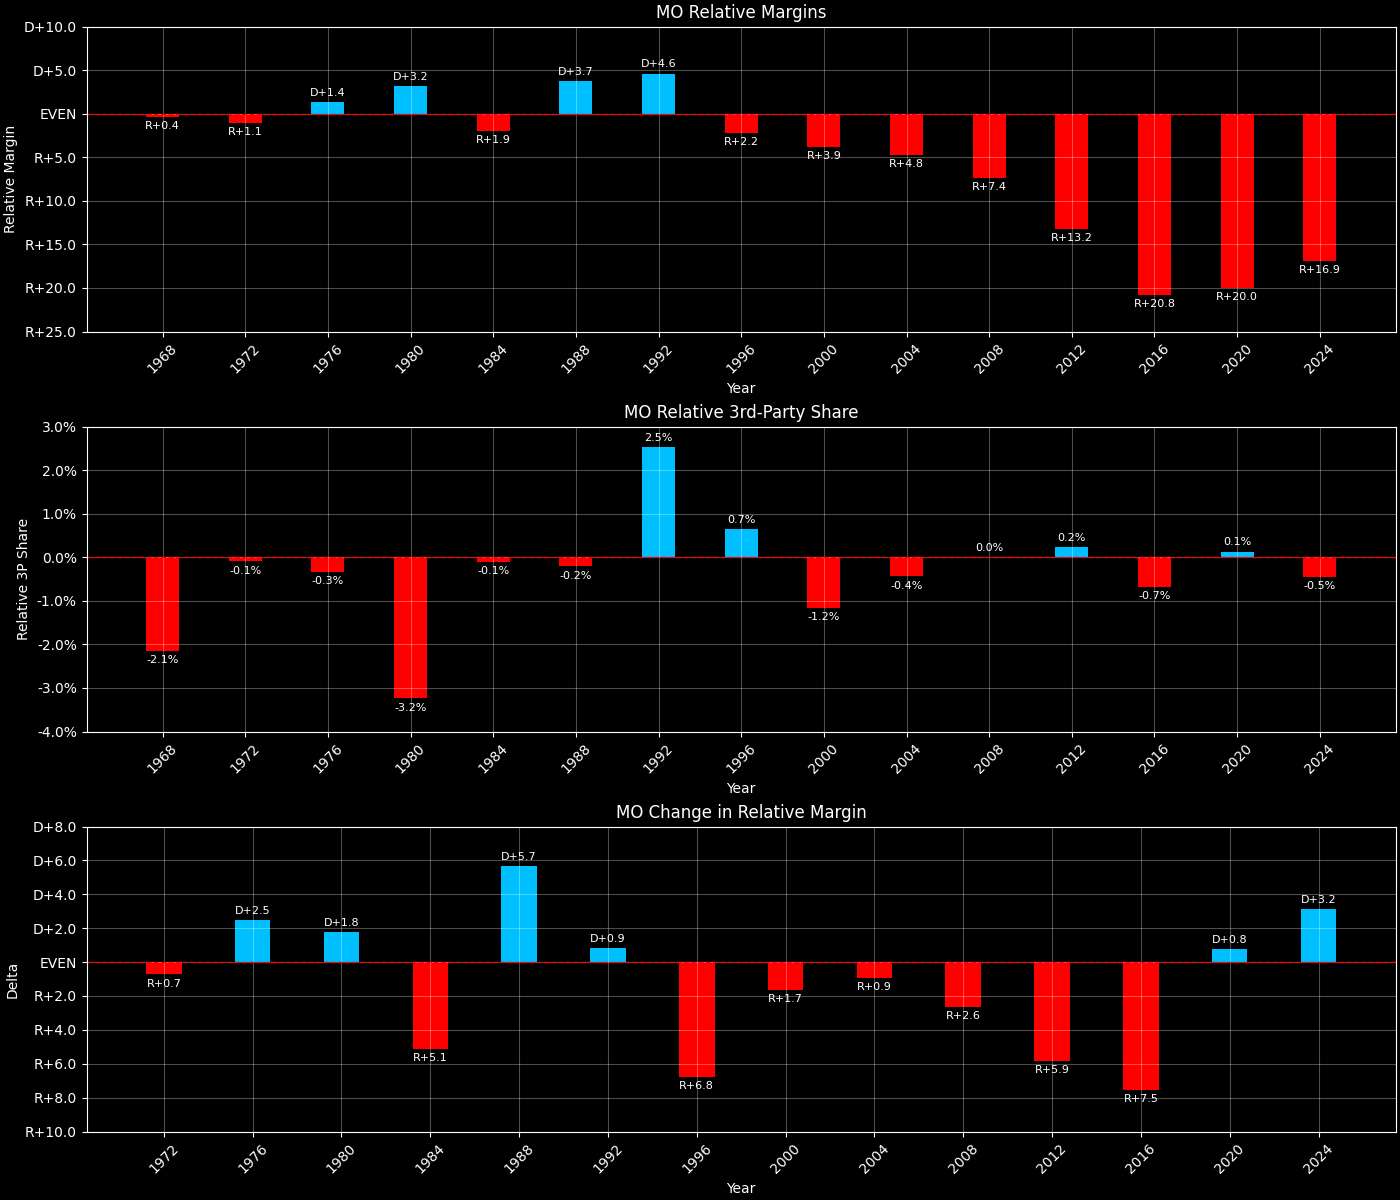 MO Relative Margins
D+10.0
D+5.0
EVEN
R+5.0
R+10.0
R+15.0
R+20.0
R+25.0
Relative Margin
R+0.4
R+1.1
D+1.4
D+3.2
R+1.9
D+3.7
D+4.6
R+2.2
R+3.9
R+4.8
R+7.4
R+13.2
R+20.8
R+20.0
R+16.9
1968
1972
1976
1980
1984
1988
1992
1996
2000
2004
2008
2012
2016
2020
2024
Year
MO Relative 3rd-Party Share
3.0%
2.0%
1.0%
0.0%
-1.0%
-2.0%
-3.0%
-4.0%
Relative 3P Share
-2.1%
-0.1%
-0.3%
-3.2%
-0.1%
-0.2%
2.5%
0.7%
-1.2%
-0.4%
0.0%
0.2%
-0.7%
0.1%
-0.5%
1968
1972
1976
1980
1984
1988
1992
1996
2000
2004
2008
2012
2016
2020
2024
Year
MO Change in Relative Margin
D+8.0
D+6.0
D+4.0
D+2.0
EVEN
R+2.0
R+4.0
R+6.0
R+8.0
R+10.0
Delta
R+0.7
D+2.5
D+1.8
R+5.1
D+5.7
D+0.9
R+6.8
R+1.7
R+0.9
R+2.6
R+5.9
R+7.5
D+0.8
D+3.2
1972
1976
1980
1984
1988
1992
1996
2000
2004
2008
2012
2016
2020
2024
Year